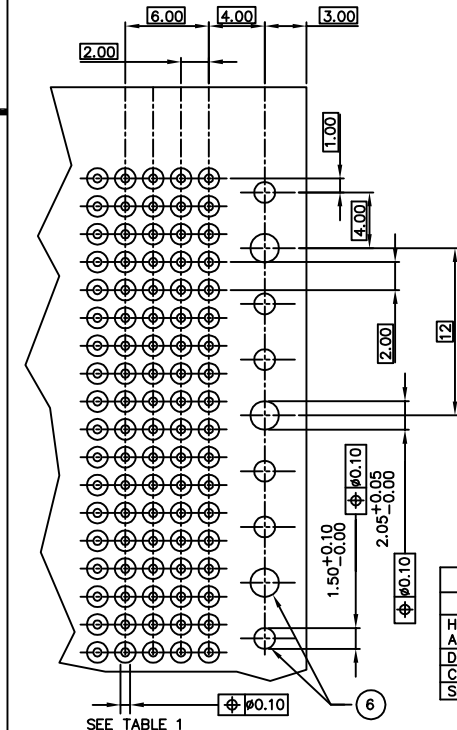 6.00
4.00
3.00
2.00
1.00
4.00
2.00
12
⌖ ø0.10
1.50+0.10 -0.00
2.05+0.05 -0.00
⌖ ø0.10
H
A
D
C
S
⌖ ø0.10
6
SEE TABLE 1